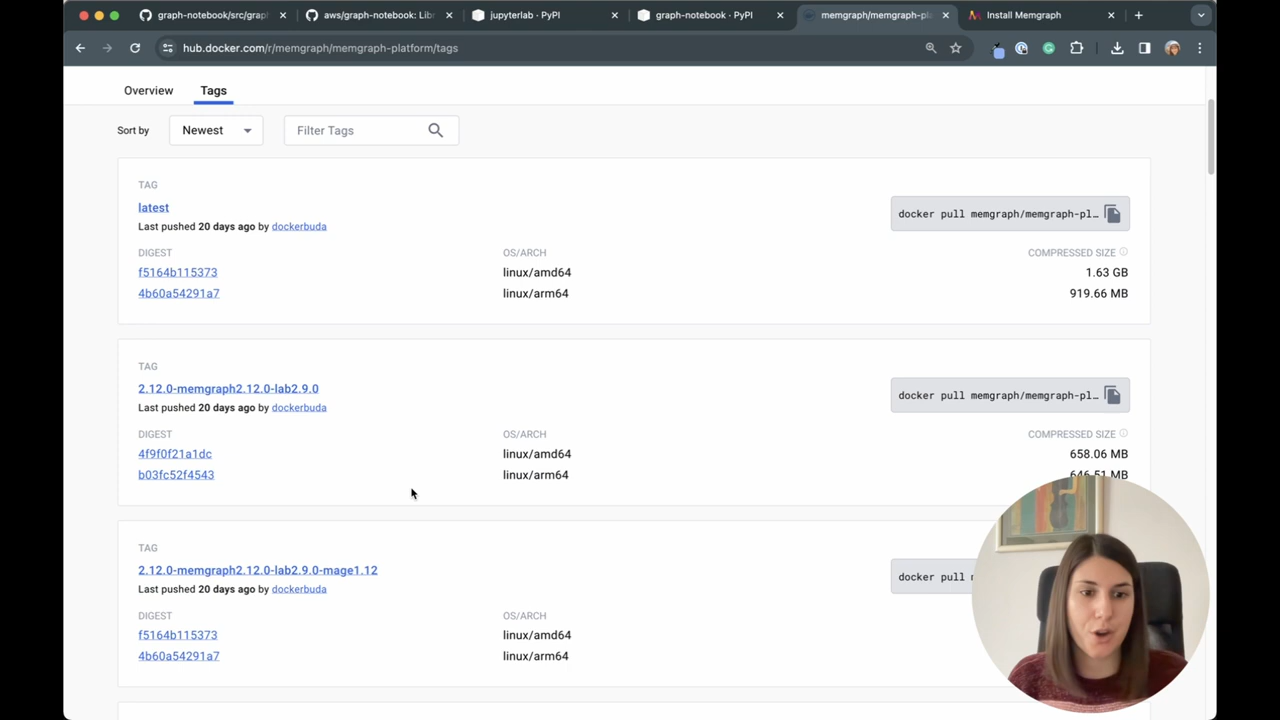 graph-notebook/src/grap
aws/graph-notebook: Lib
jupyterlab · PyPI
graph-notebook · PyPI
memgraph/memgraph-pl
Install Memgraph
hub.docker.com/r/memgraph/memgraph-platform/tags
Overview
Tags
Sort by
Newest
Filter Tags
TAG
latest
Last pushed 20 days ago by dockerbuda
docker pull memgraph/memgraph-pl…
DIGEST OS/ARCH COMPRESSED SIZE
f5164b115373 linux/amd64 1.63 GB
4b60a54291a7 linux/arm64 919.66 MB
TAG
2.12.0-memgraph2.12.0-lab2.9.0
Last pushed 20 days ago by dockerbuda
docker pull memgraph/memgraph-pl…
DIGEST OS/ARCH COMPRESSED SIZE
4f9f0f21a1dc linux/amd64 658.06 MB
b03fc52f4543 linux/arm64 646.51 MB
TAG
2.12.0-memgraph2.12.0-lab2.9.0-mage1.12
Last pushed 20 days ago by dockerbuda
docker pull
DIGEST OS/ARCH
f5164b115373 linux/amd64
4b60a54291a7 linux/arm64